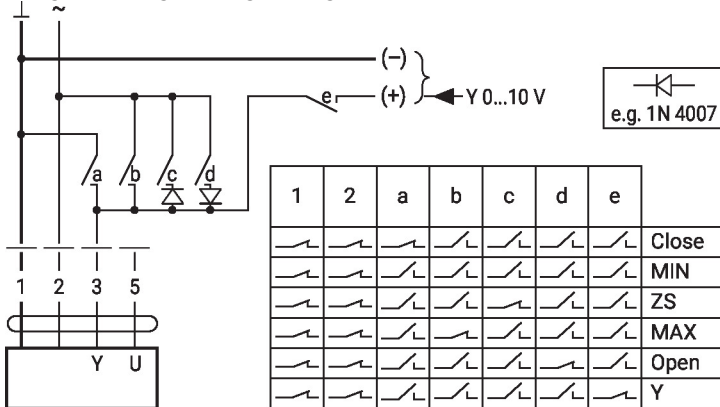 ~
(–)
e (+) Y 0...10 V
e.g. 1N 4007
a b c d
1 2 a b c d e
Close
MIN
1 2 3 5
ZS
MAX
Y U
Open
Y